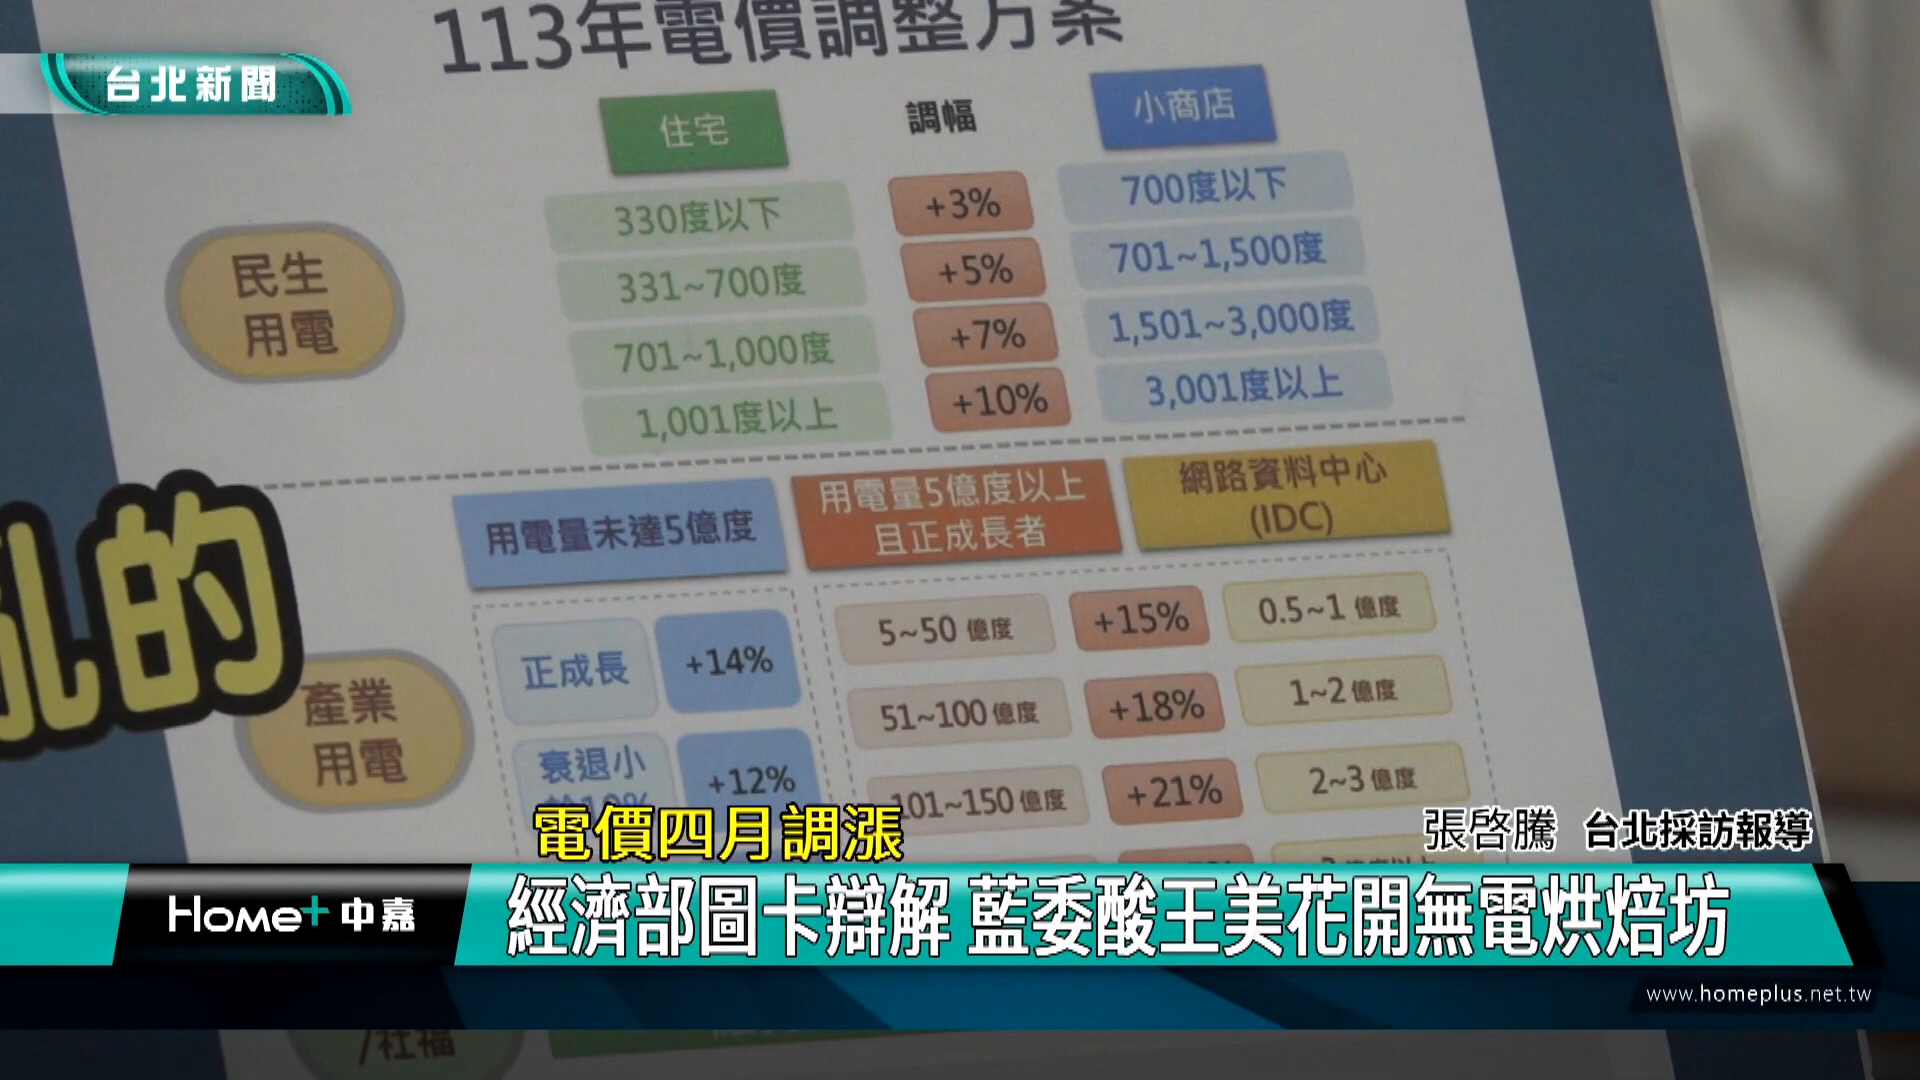 113年電價調整方案
台北新聞
住宅
調幅
小商店
民生
用電
330度以下
+3%
700度以下
331~700度
+5%
701~1,500度
701~1,000度
+7%
1,501~3,000度
1,001度以上
+10%
3,001度以上
用電量未達5億度
用電量5億度以上
且正成長者
網路資料中心
(IDC)
亂的
產業
用電
正成長
+14%
5~50 億度
+15%
0.5~1 億度
51~100 億度
+18%
1~2 億度
衰退小
+12%
101~150 億度
+21%
2~3 億度
電價四月調漲
張啓騰 台北採訪報導
Home+ 中嘉
經濟部圖卡辯解 藍委酸王美花開無電烘焙坊
www.homeplus.net.tw
/社福